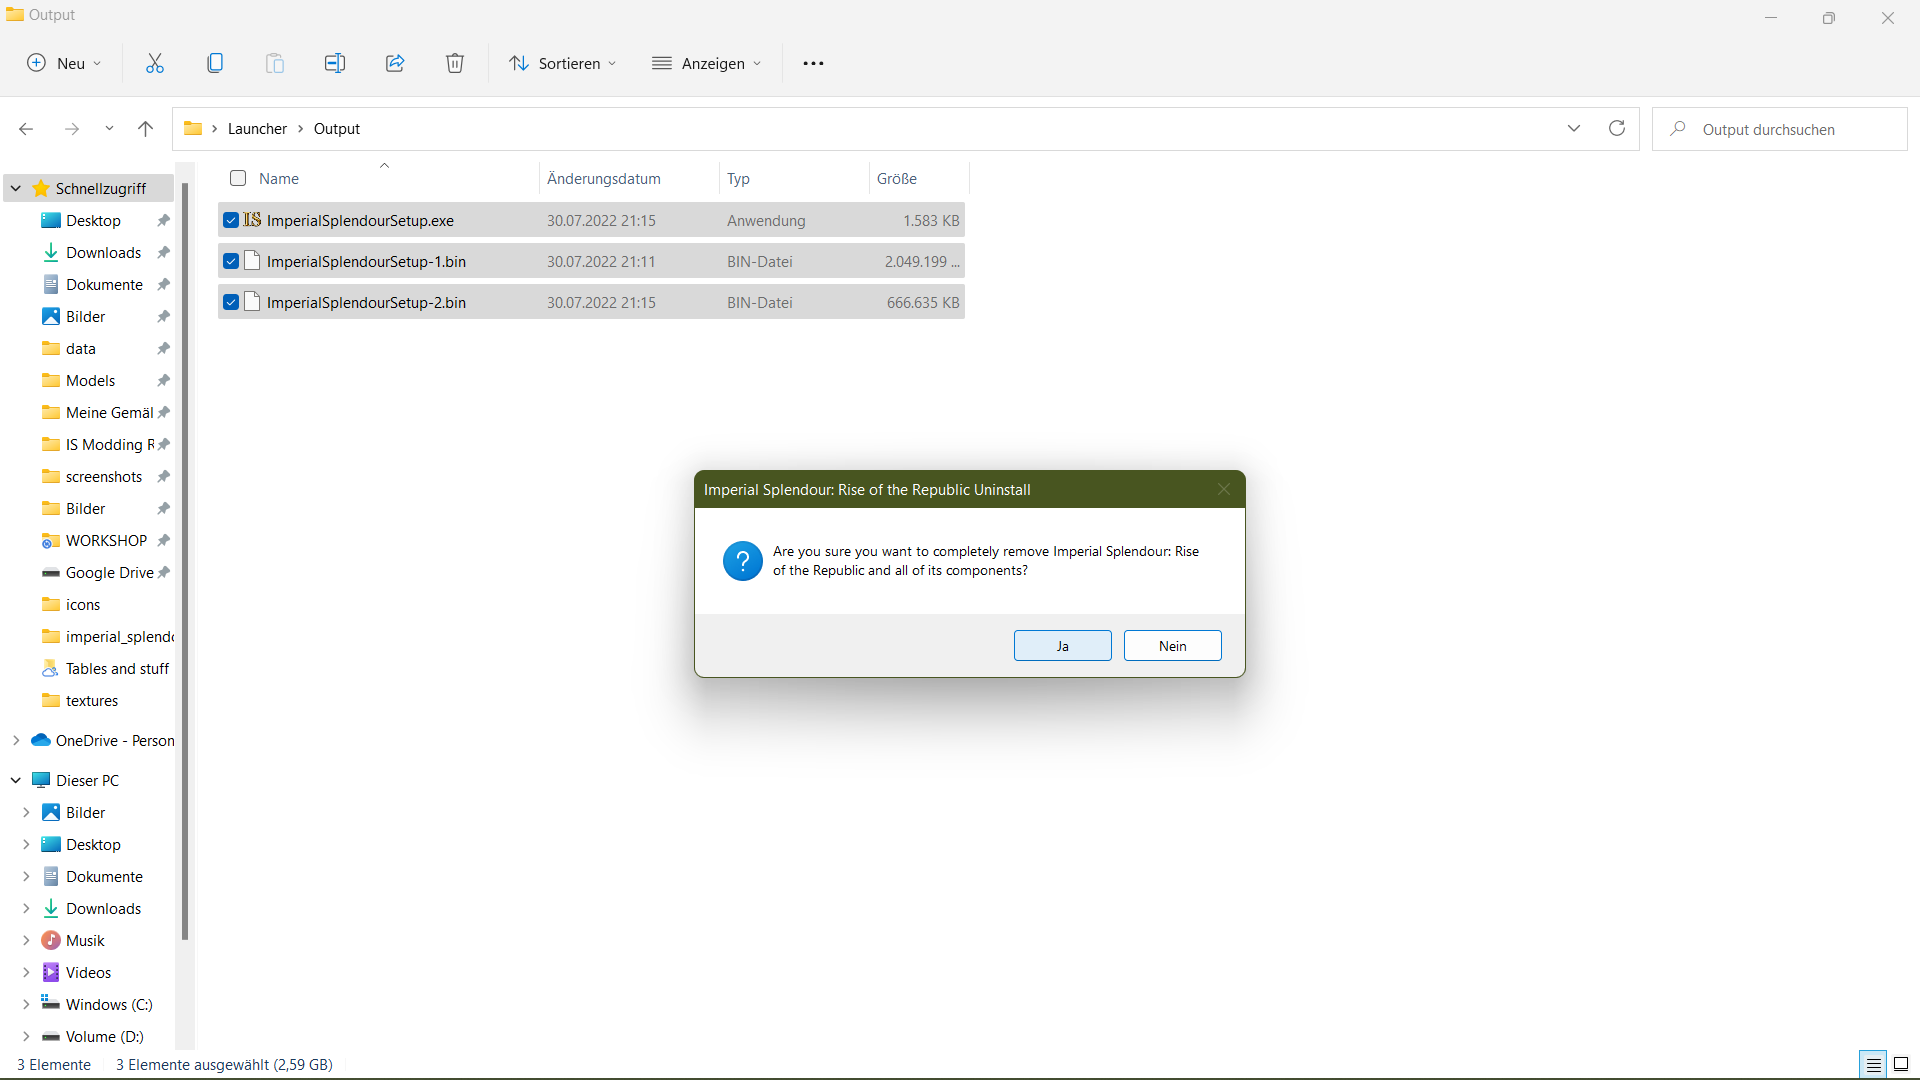 Output
Neu
Sortieren
Anzeigen
Launcher
Output
Output durchsuchen
Name
Änderungsdatum
Typ
Größe
ImperialSplendourSetup.exe 30.07.2022 21:15 Anwendung 1.583 KB
ImperialSplendourSetup-1.bin 30.07.2022 21:11 BIN-Datei 2.049.199 ...
ImperialSplendourSetup-2.bin 30.07.2022 21:15 BIN-Datei 666.635 KB
Schnellzugriff
Desktop
Downloads
Dokumente
Bilder
data
Models
Meine Gemäl
IS Modding R
screenshots
Bilder
WORKSHOP
Google Drive
icons
imperial_splendo
Tables and stuff
textures
OneDrive - Person
Dieser PC
Bilder
Desktop
Dokumente
Downloads
Musik
Videos
Windows (C:)
Volume (D:)
Imperial Splendour: Rise of the Republic Uninstall
Are you sure you want to completely remove Imperial Splendour: Rise
of the Republic and all of its components?
Ja
Nein
3 Elemente
3 Elemente ausgewählt (2,59 GB)